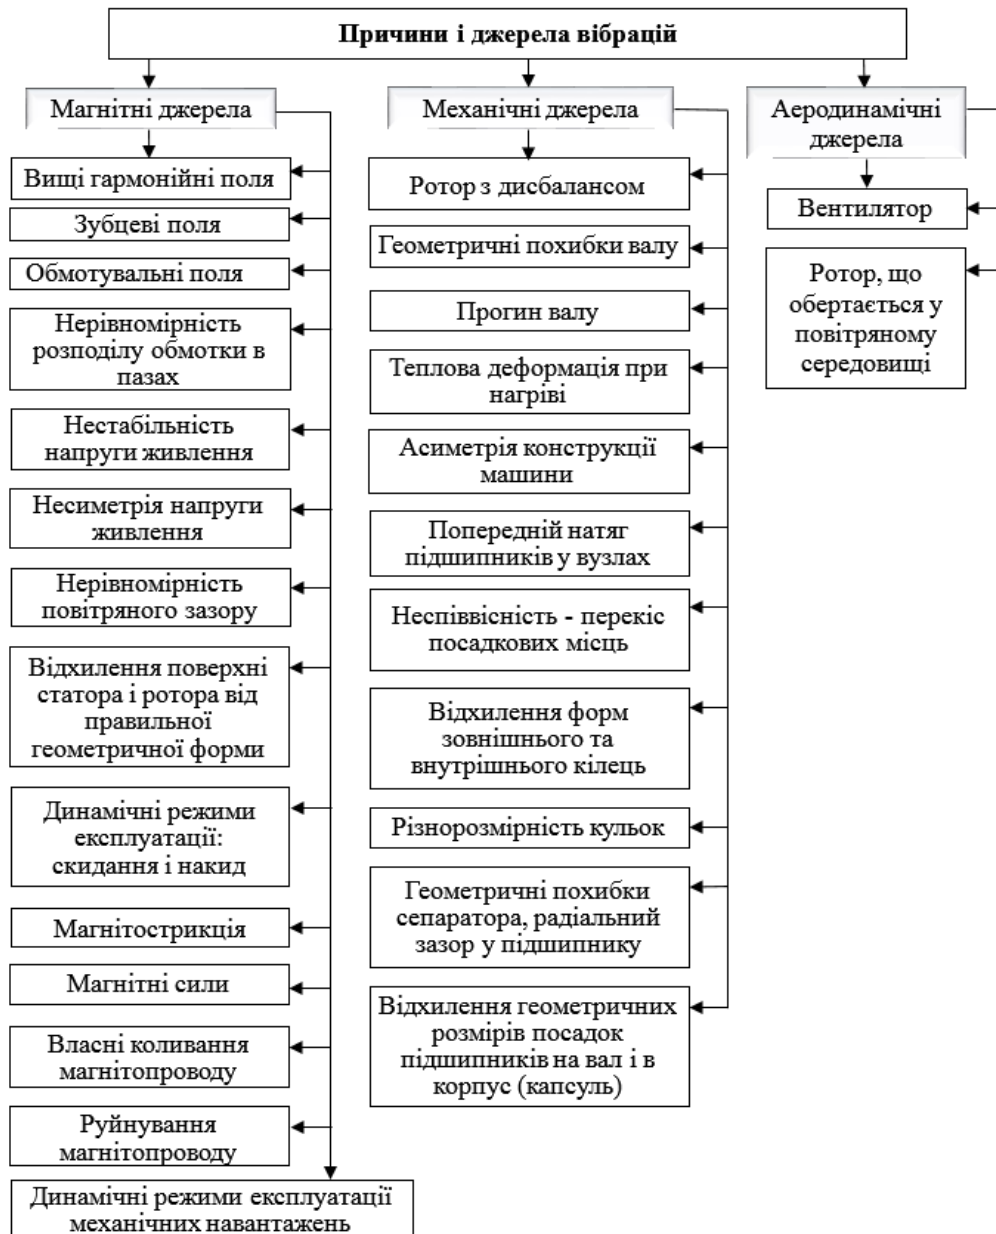 Причини і джерела вібрацій
Магнітні джерела
Вищі гармонійні поля
Зубцеві поля
Обмотувальні поля
Нерівномірність
розподілу обмотки в
пазах
Нестабільність
напруги живлення
Несиметрія напруги
живлення
Нерівномірність
повітряного зазору
Відхилення поверхні
статора і ротора від
правильної
геометричної форми
Динамічні режими
експлуатації:
скидання і накид
Магнітострикція
Магнітні сили
Власні коливання
магнітопроводу
Руйнування
магнітопроводу
Динамічні режими експлуатації
механічних навантажень
Механічні джерела
Ротор з дисбалансом
Геометричні похибки валу
Прогин валу
Теплова деформація при
нагріві
Асиметрія конструкції
машини
Попередній натяг
підшипників у вузлах
Неспіввісність - перекіс
посадкових місць
Відхилення форм
зовнішнього та
внутрішнього кілець
Різнорозмірність кульок
Геометричні похибки
сепаратора, радіальний
зазор у підшипнику
Відхилення геометричних
розмірів посадок
підшипників на вал і в
корпус (капсуль)
Аеродинамічні
джерела
Вентилятор
Ротор, що
обертається у
повітряному
середовищі